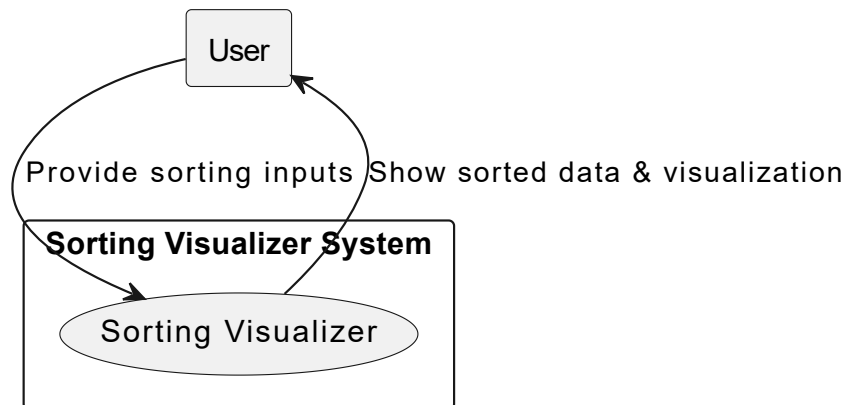 User
Provide sorting inputs
Show sorted data & visualization
Sorting Visualizer System
Sorting Visualizer